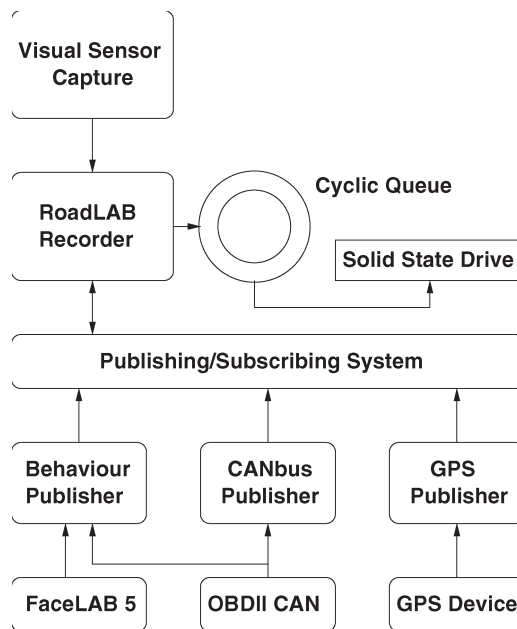 Visual Sensor
Capture
RoadLAB
Recorder
Cyclic Queue
Solid State Drive
Publishing/Subscribing System
Behaviour
Publisher
CANbus
Publisher
GPS
Publisher
FaceLAB 5
OBDII CAN
GPS Device